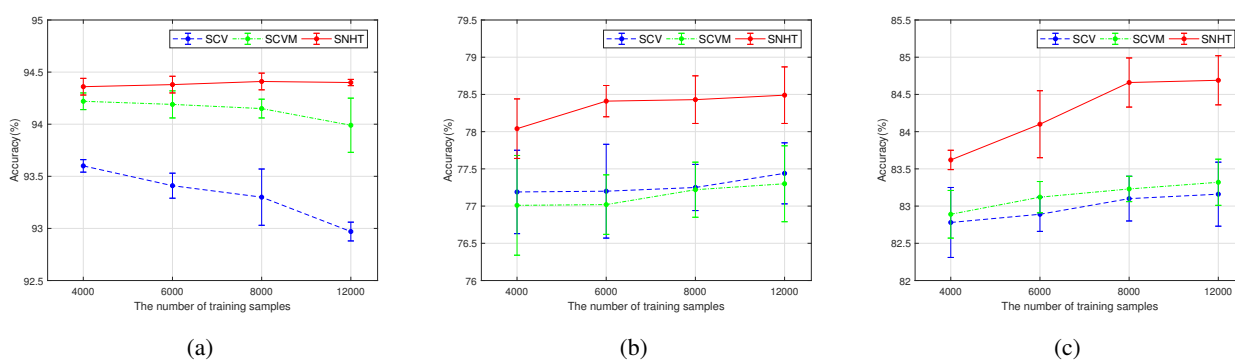 95
94.5
94
93.5
93
92.5
Accuracy(%)
SCV SCVM SNHT
4000 6000 8000 12000
The number of training samples
(a)
79.5
79
78.5
78
77.5
77
76.5
76
Accuracy(%)
SCV SCVM SNHT
4000 6000 8000 12000
The number of training samples
(b)
85.5
85
84.5
84
83.5
83
82.5
82
Accuracy(%)
SCV SCVM SNHT
4000 6000 8000 12000
The number of training samples
(c)